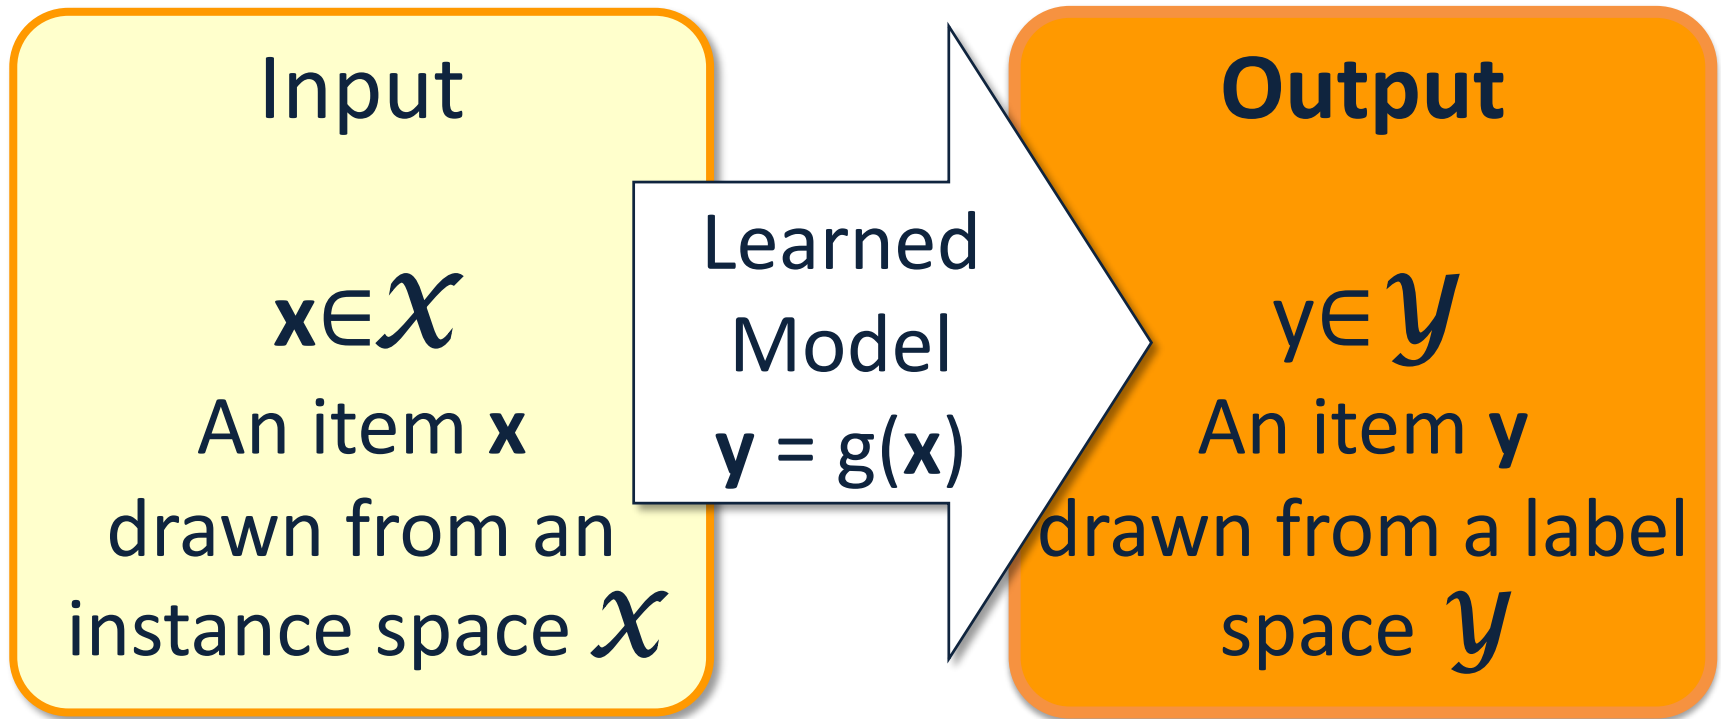 Input
x∈𝒳
An item x
drawn from an
instance space 𝒳
Learned
Model
y = g(x)
Output
y∈𝒴
An item y
drawn from a label
space 𝒴